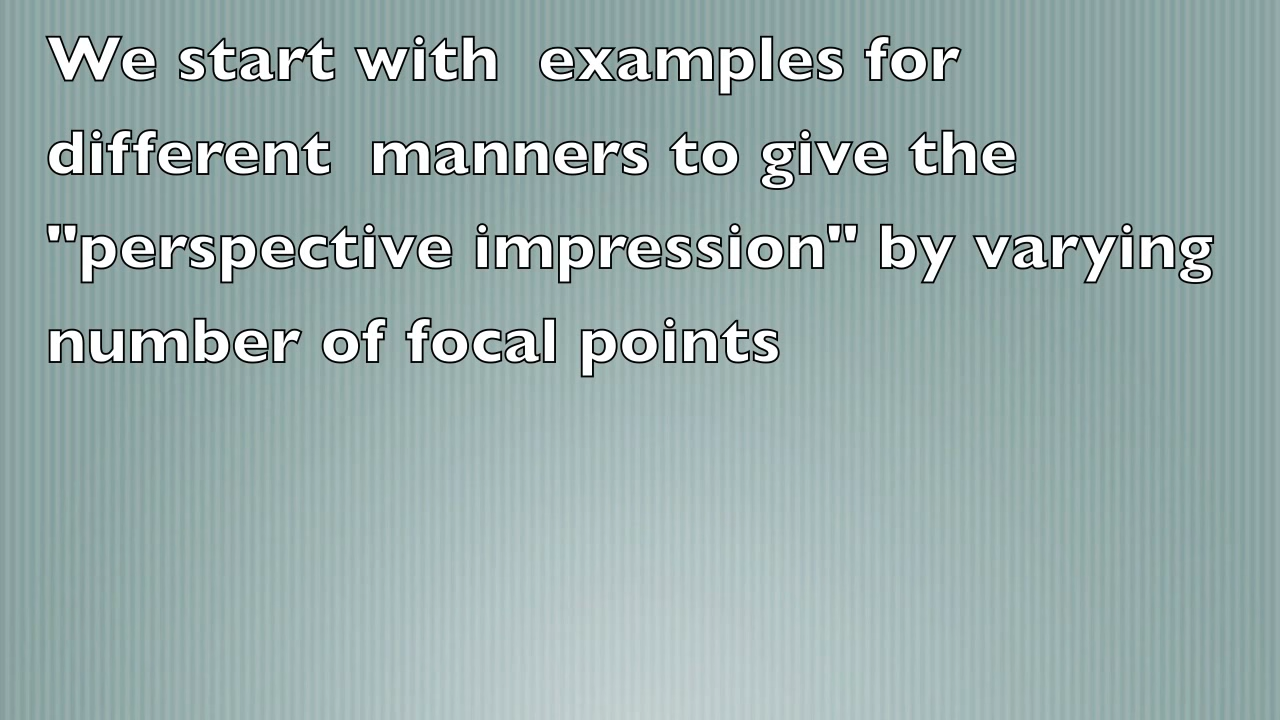 We start with  examples for
different  manners to give the
"perspective impression" by varying
number of focal points